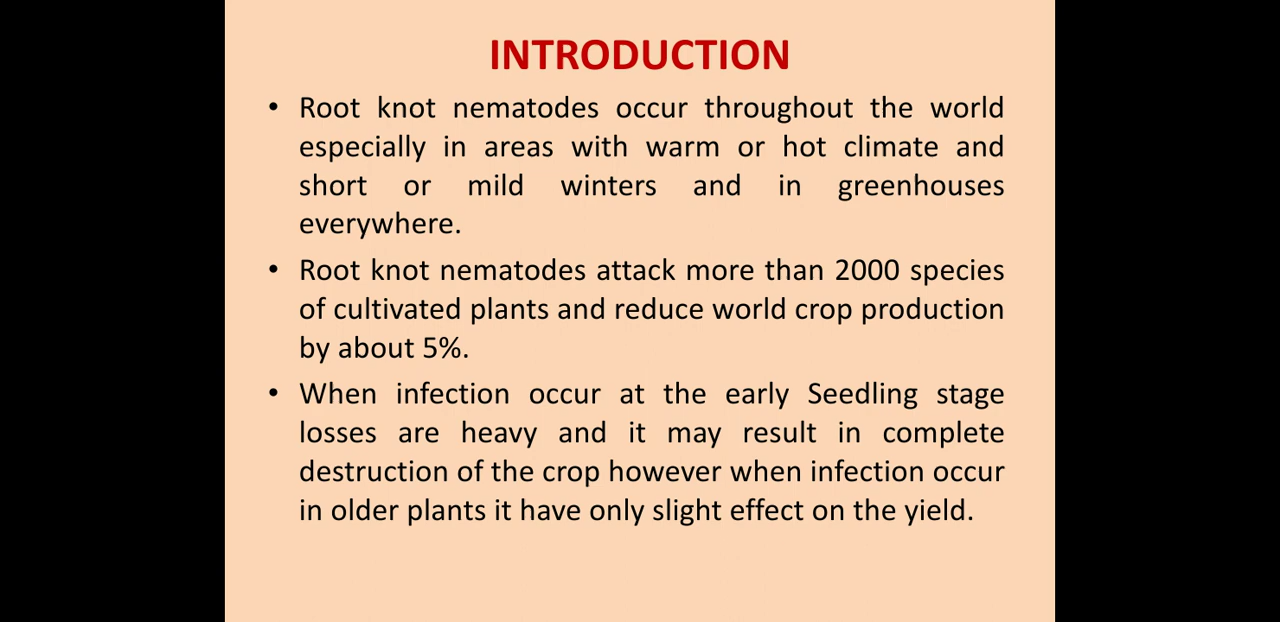 INTRODUCTION
• Root knot nematodes occur throughout the world
especially in areas with warm or hot climate and
short or mild winters and in greenhouses
everywhere.
• Root knot nematodes attack more than 2000 species
of cultivated plants and reduce world crop production
by about 5%.
• When infection occur at the early Seedling stage
losses are heavy and it may result in complete
destruction of the crop however when infection occur
in older plants it have only slight effect on the yield.